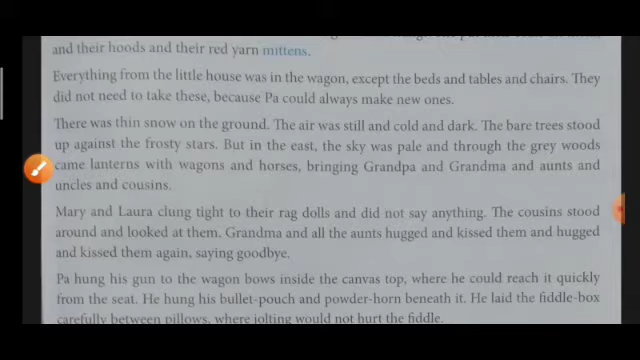 and their hoods and their red yarn mittens.
Everything from the little house was in the wagon, except the beds and tables and chairs. They
did not need to take these, because Pa could always make new ones.
There was thin snow on the ground. The air was still and cold and dark. The bare trees stood
up against the frosty stars. But in the east, the sky was pale and through the grey woods
came lanterns with wagons and horses, bringing Grandpa and Grandma and aunts and
uncles and cousins.
Mary and Laura clung tight to their rag dolls and did not say anything. The cousins stood
around and looked at them. Grandma and all the aunts hugged and kissed them and hugged
and kissed them again, saying goodbye.
Pa hung his gun to the wagon bows inside the canvas top, where he could reach it quickly
from the seat. He hung his bullet-pouch and powder-horn beneath it. He laid the fiddle-box
carefully between pillows, where jolting would not hurt the fiddle.